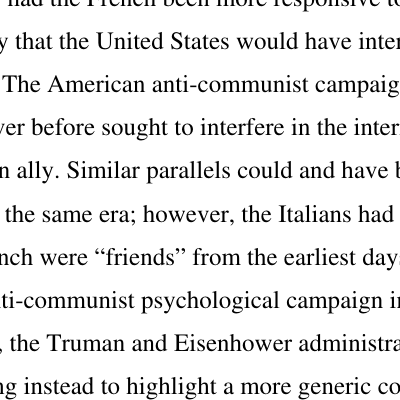 had the French been more responsive to
that the United States would have inter
The American anti-communist campaig
ver before sought to interfere in the inter
n ally. Similar parallels could and have b
the same era; however, the Italians had
nch were “friends” from the earliest day
ti-communist psychological campaign i
, the Truman and Eisenhower administra
ng instead to highlight a more generic co